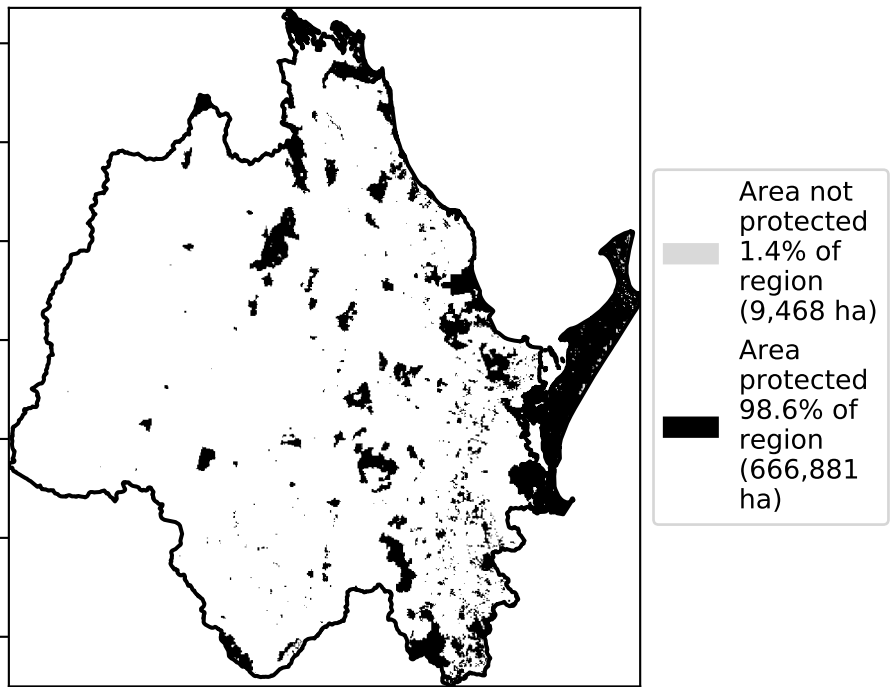 Area not
protected
1.4% of
region
(9,468 ha)
Area
protected
98.6% of
region
(666,881
ha)